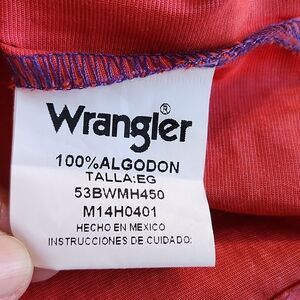 Wrangler®
100%ALGODON
TALLA:EG
53BWMH450
M14H0401
HECHO EN MEXICO
INSTRUCCIONES DE CUIDADO: